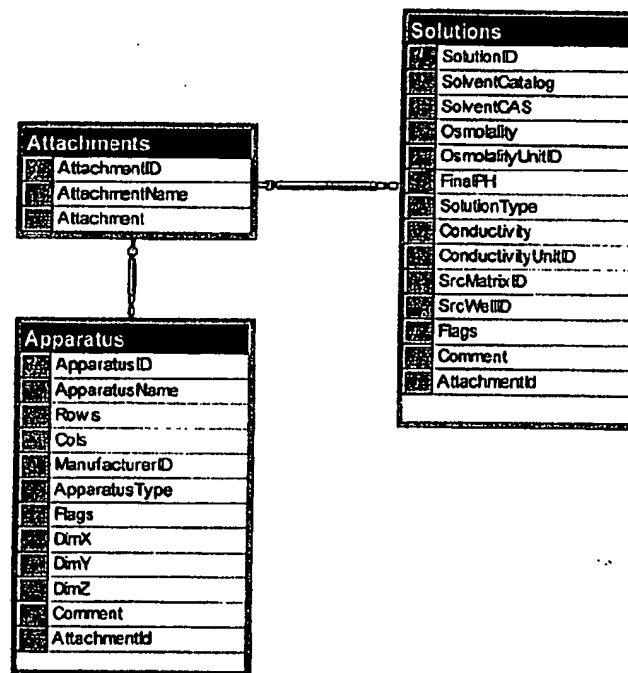 Attachments
AttachmentID
AttachmentName
Attachment
Apparatus
ApparatusID
ApparatusName
Rows
Cols
ManufacturerID
ApparatusType
Flags
DimX
DimY
DimZ
Comment
AttachmentId
Solutions
SolutionID
SolventCatalog
SolventCAS
Osmolality
OsmolalityUnitID
FinalPH
SolutionType
Conductivity
ConductivityUnitID
SrcMatrixID
SrcWellID
Flags
Comment
AttachmentId